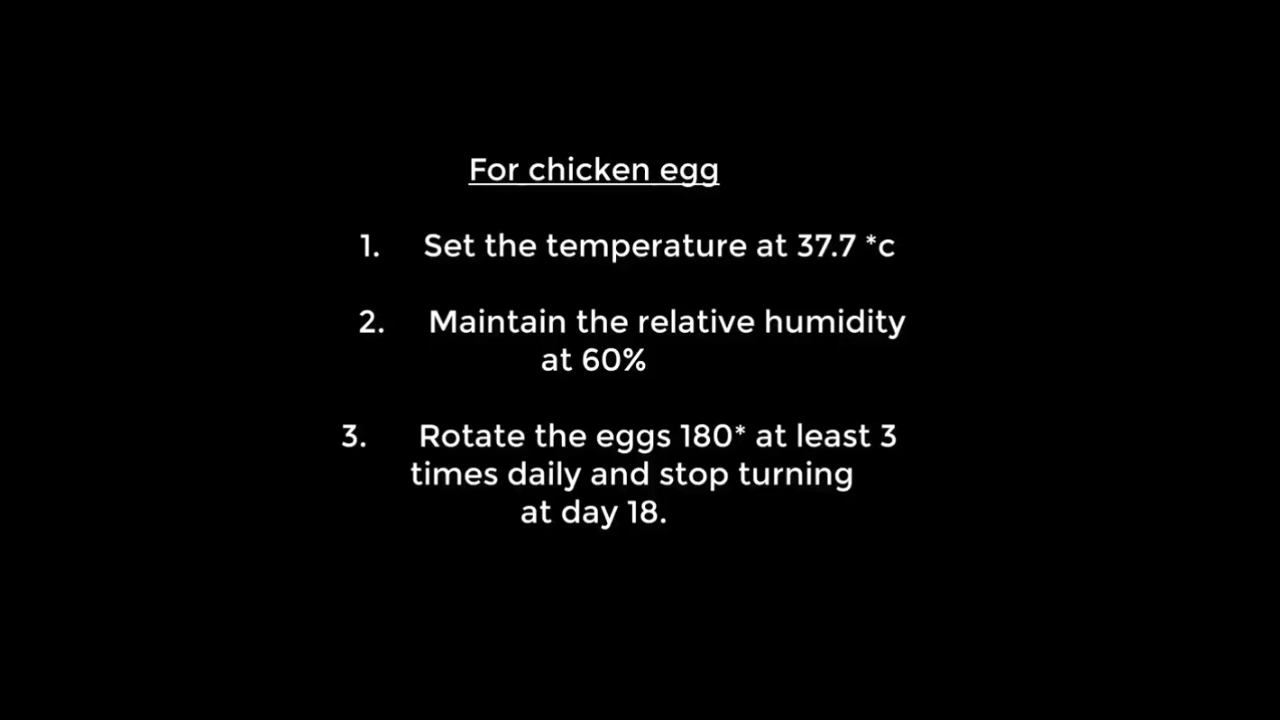 For chicken egg
1. Set the temperature at 37.7 *c
2. Maintain the relative humidity
at 60%
3. Rotate the eggs 180* at least 3
times daily and stop turning
at day 18.